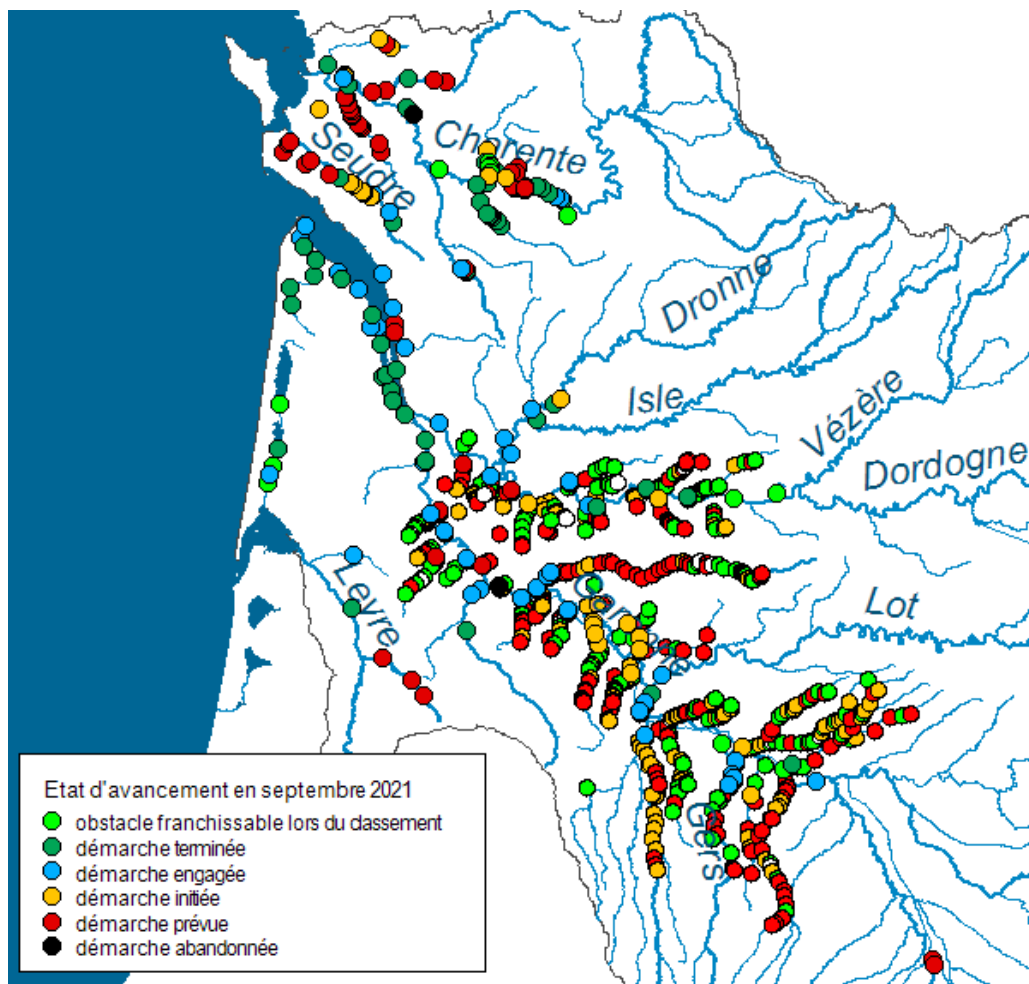 Charente
Seudre
Dronne
Isle
Vézère
Dordogne
Leyre
Garonne
Lot
Gers
Etat d'avancement en septembre 2021
obstacle franchissable lors du classement
démarche terminée
démarche engagée
démarche initiée
démarche prévue
démarche abandonnée